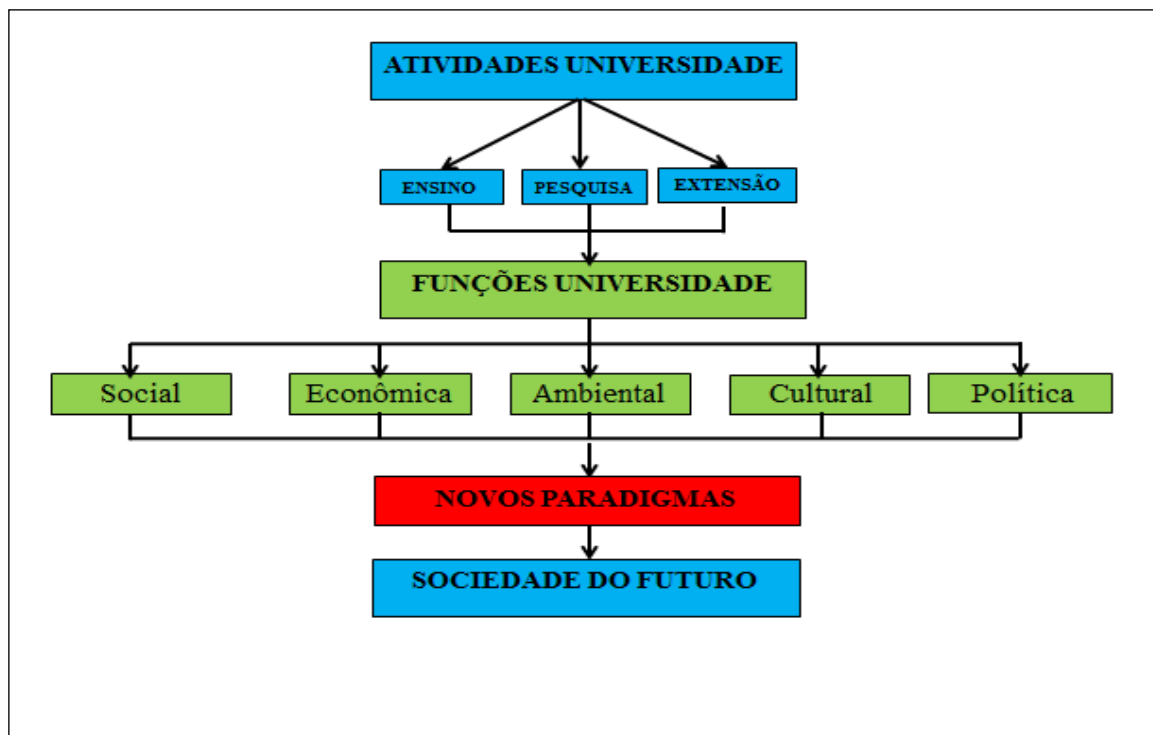 ATIVIDADES UNIVERSIDADE
ENSINO
PESQUISA
EXTENSÃO
FUNÇÕES UNIVERSIDADE
Social
Econômica
Ambiental
Cultural
Política
NOVOS PARADIGMAS
SOCIEDADE DO FUTURO